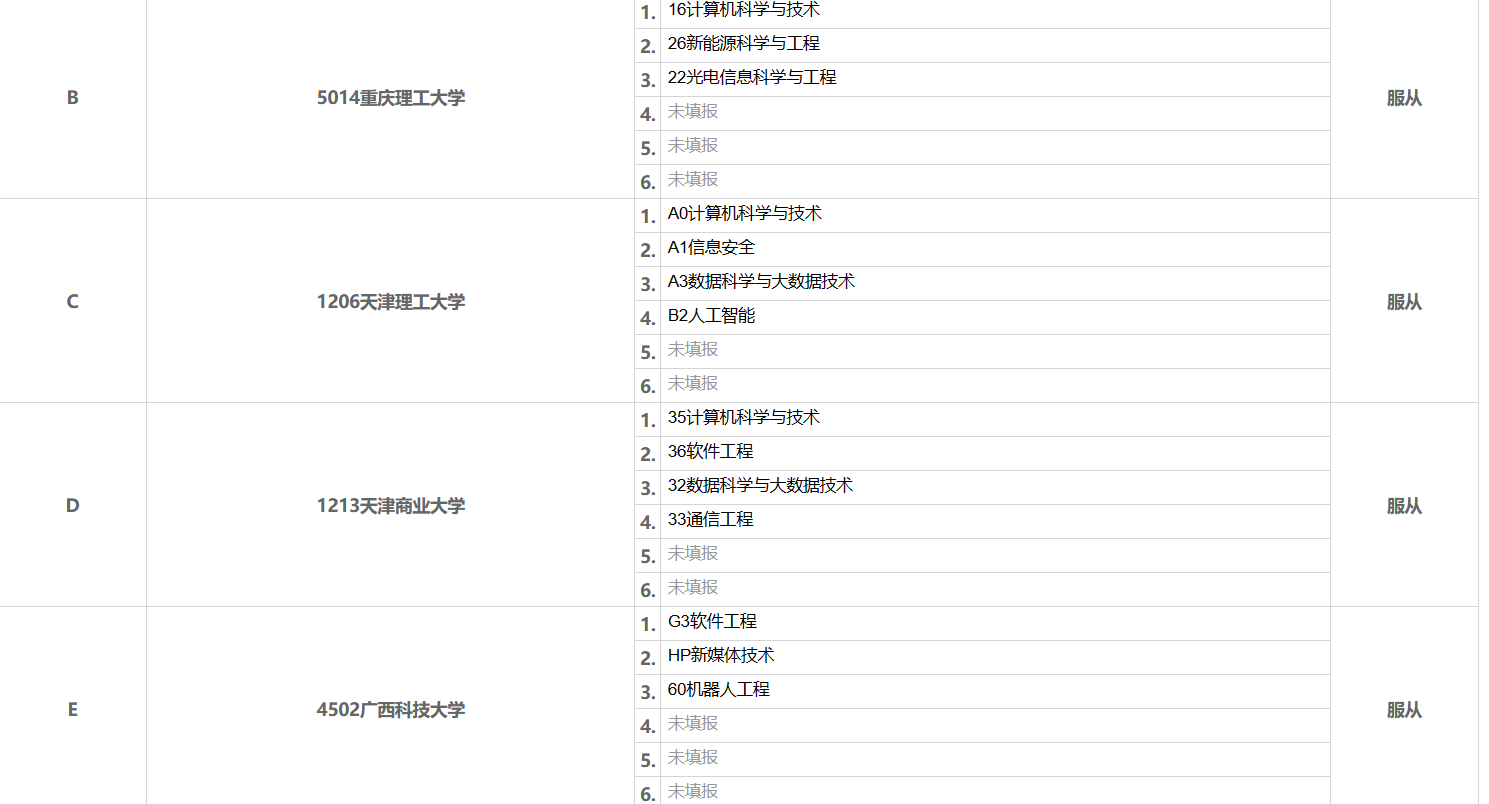 B
5014重庆理工大学
1. 16计算机科学与技术
2. 26新能源科学与工程
3. 22光电信息科学与工程
4. 未填报
5. 未填报
6. 未填报
服从
C
1206天津理工大学
1. A0计算机科学与技术
2. A1信息安全
3. A3数据科学与大数据技术
4. B2人工智能
5. 未填报
6. 未填报
服从
D
1213天津商业大学
1. 35计算机科学与技术
2. 36软件工程
3. 32数据科学与大数据技术
4. 33通信工程
5. 未填报
6. 未填报
服从
E
4502广西科技大学
1. G3软件工程
2. HP新媒体技术
3. 60机器人工程
4. 未填报
5. 未填报
6. 未填报
服从